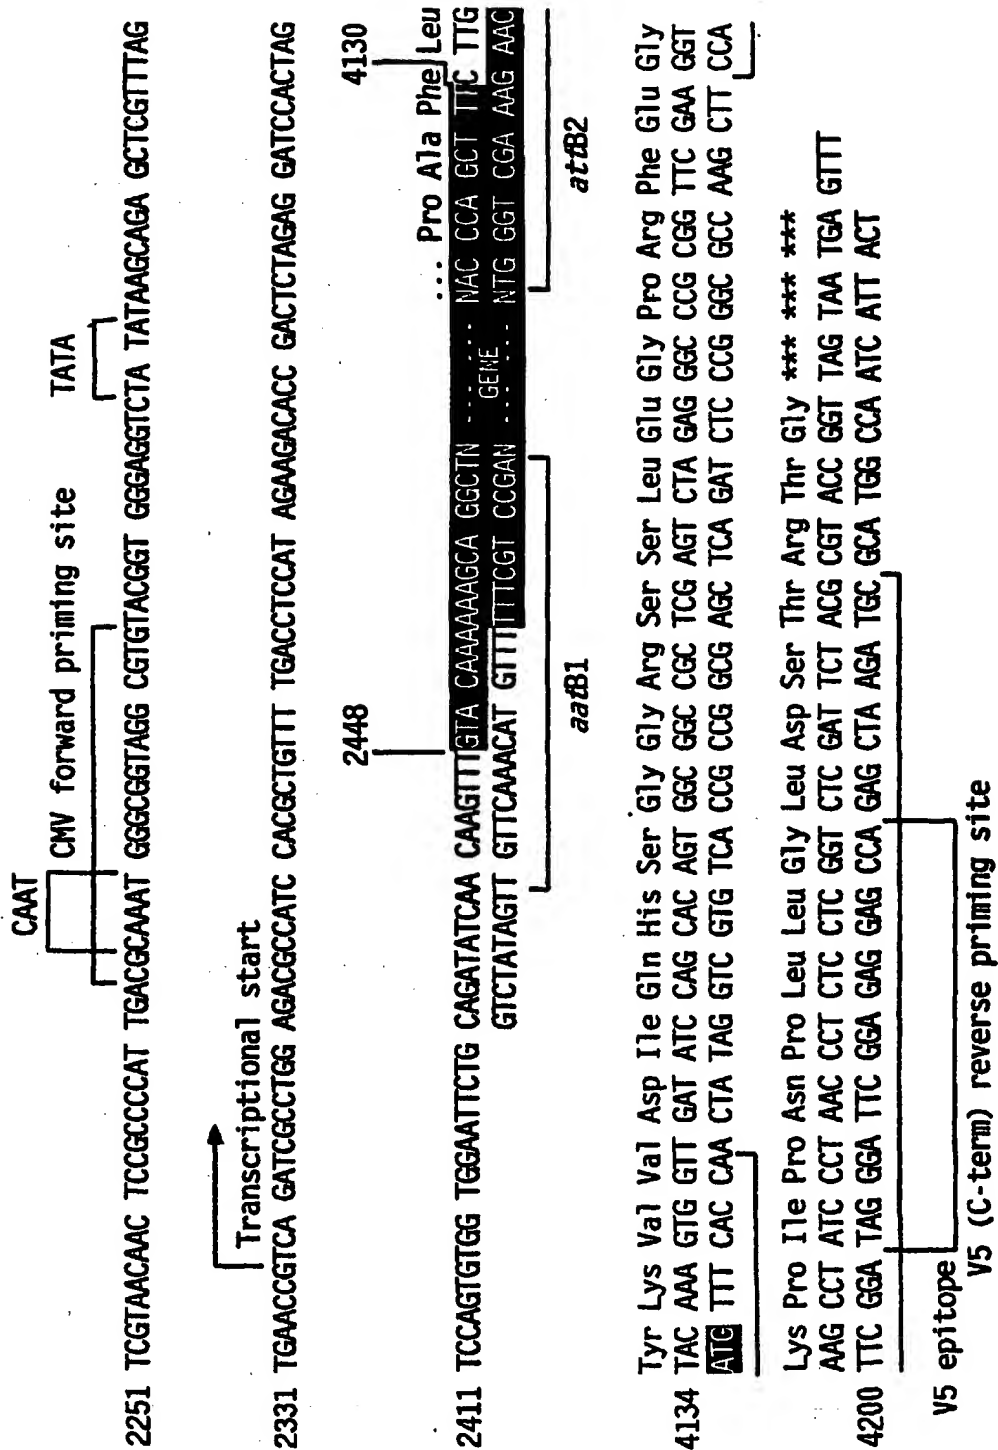 CAAT
CMV forward priming site
TATA
2251 TCGTAACAAC TCCGCCCCAT TGACGCAAAT GGGCGGTAGG CGTGTACGGT GGGAGGTCTA TATAAGCAGA GCTCGTTTAG
Transcriptional start
2331 TGAACCGTCA GATCGCCTGG AGACGCCATC CACGCTGTTT TGACCTCCAT AGAAGACACC GACTCTAGAG GATCCACTAG
2448
4130
.... Pro Ala Phe Leu
2411 TCCAGTGTGG TGGAATTCTG CAGATATCAA CAAGTTTGTA CAAAAAAGCA GGCTN ... ... NAC CCA GCT TTC TTG
GENE
GTCTATAGTT GTTCAAACAT GTTTTTTCGT CCGAN ... ... NTG GGT CGA AAG AAC
aatB1
attB2
Tyr Lys Val Val Asp Ile Gln His Ser Gly Gly Arg Ser Ser Leu Glu Gly Pro Arg Phe Glu Gly
4134 TAC AAA GTG GTT GAT ATC CAG CAC AGT GGC GGC CGC TCG AGT CTA GAG GGC CCG CGG TTC GAA GGT
ATG TTT CAC CAA CTA TAG GTC GTG TCA CCG CCG GCG AGC TCA GAT CTC CCG GGC GCC AAG CTT CCA
Lys Pro Ile Pro Asn Pro Leu Leu Gly Leu Asp Ser Thr Arg Thr Gly *** *** ***
AAG CCT ATC CCT AAC CCT CTC CTC GGT CTC GAT TCT ACG CGT ACC GGT TAG TAA TGA GTTT
4200 TTC GGA TAG GGA TTC GGA GAG GAG CCA GAG CTA AGA TGC GCA TGG CCA ATC ATT ACT
V5 epitope
V5 (C-term) reverse priming site